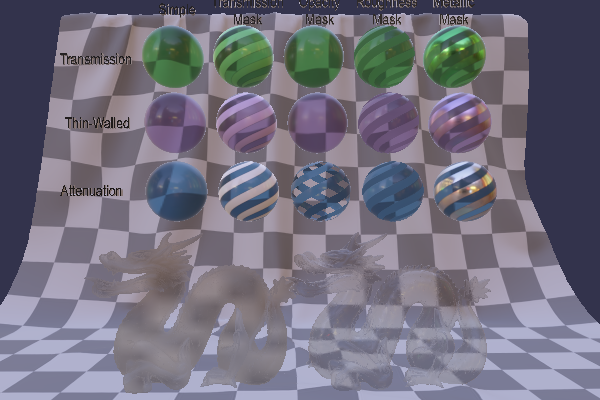 Simple Transmission Opacity Roughness Metallic
Mask Mask Mask Mask
Transmission
Thin-Walled
Attenuation